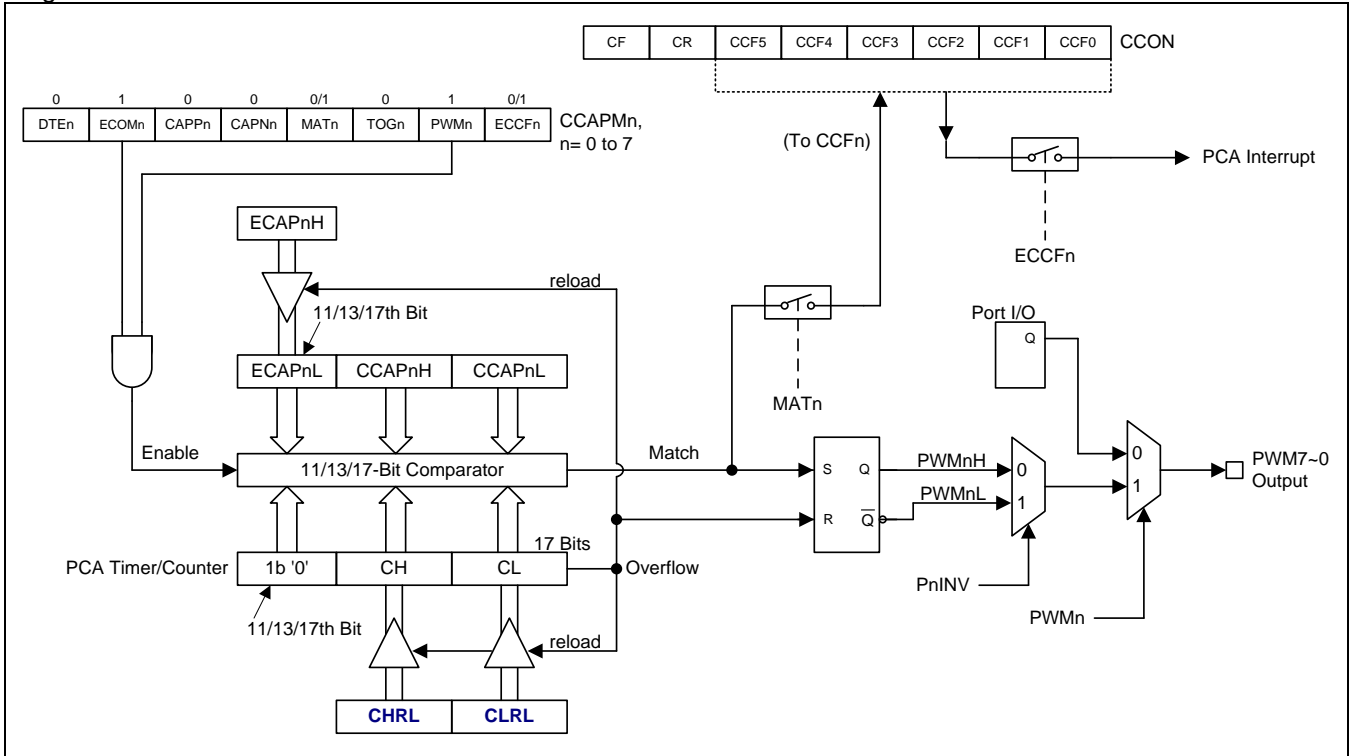 CF CR CCF5 CCF4 CCF3 CCF2 CCF1 CCF0 CCON
0 1 0 0 0/1 0 1 0/1
DTEn ECOMn CAPPn CAPNn MATn TOGn PWMn ECCFn
CCAPMn,
n= 0 to 7
(To CCFn)
PCA Interrupt
ECCFn
ECAPnH
reload
11/13/17th Bit
ECAPnL CCAPnH CCAPnL
MATn
Port I/O
Q
Enable
11/13/17-Bit Comparator
Match
S Q
R Q
PWMnH
PWMnL
0
1
0
1
PWM7~0
Output
PnINV
PWMn
17 Bits
PCA Timer/Counter
1b '0' CH CL
Overflow
11/13/17th Bit
reload
CHRL CLRL